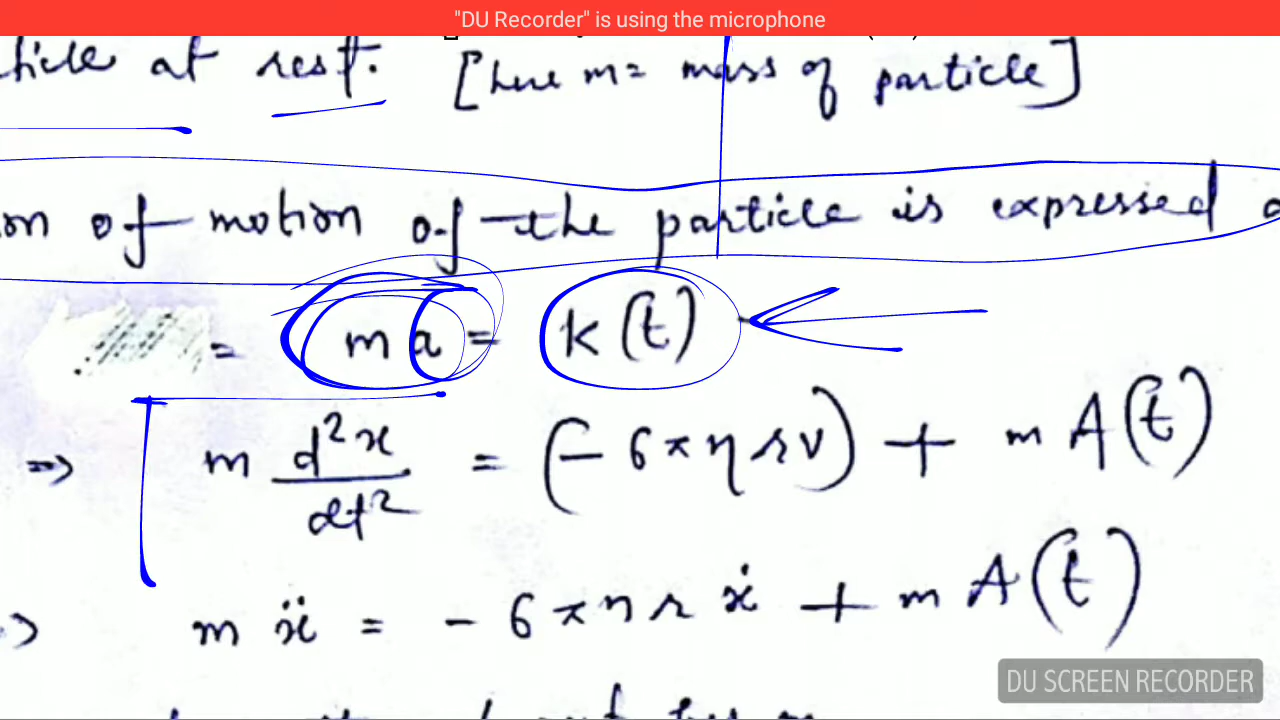 "DU Recorder" is using the microphone
ticle at rest. [here m = mass of particle]
on of motion of the particle is expressed a
= ma = k(t)
⇒ m d²x/dt² = (-6πηrv) + m A(t)
⇒ m ẍ = - 6πηr ẋ + m A(t)
DU SCREEN RECORDER